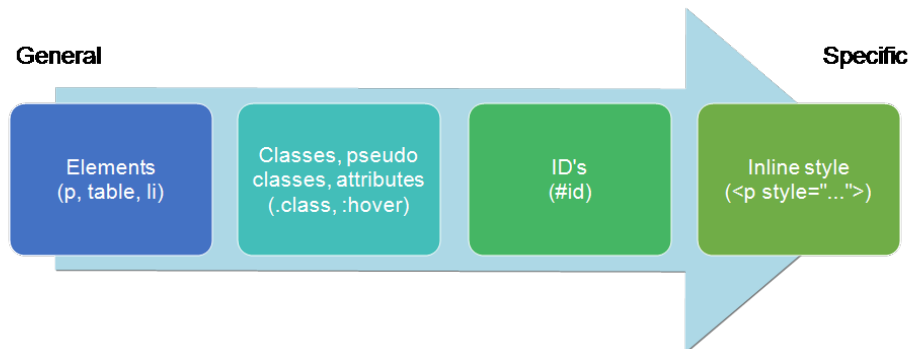 General
Specific
Elements
(p, table, li)
Classes, pseudo
classes, attributes
(.class, :hover)
ID's
(#id)
Inline style
(<p style="...">)